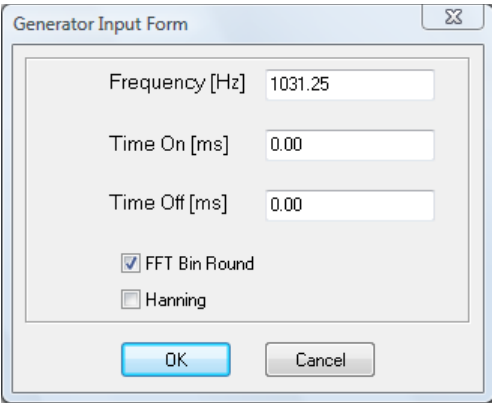 Generator Input Form
Frequency [Hz] 1031.25
Time On [ms] 0.00
Time Off [ms] 0.00
FFT Bin Round
Hanning
OK Cancel